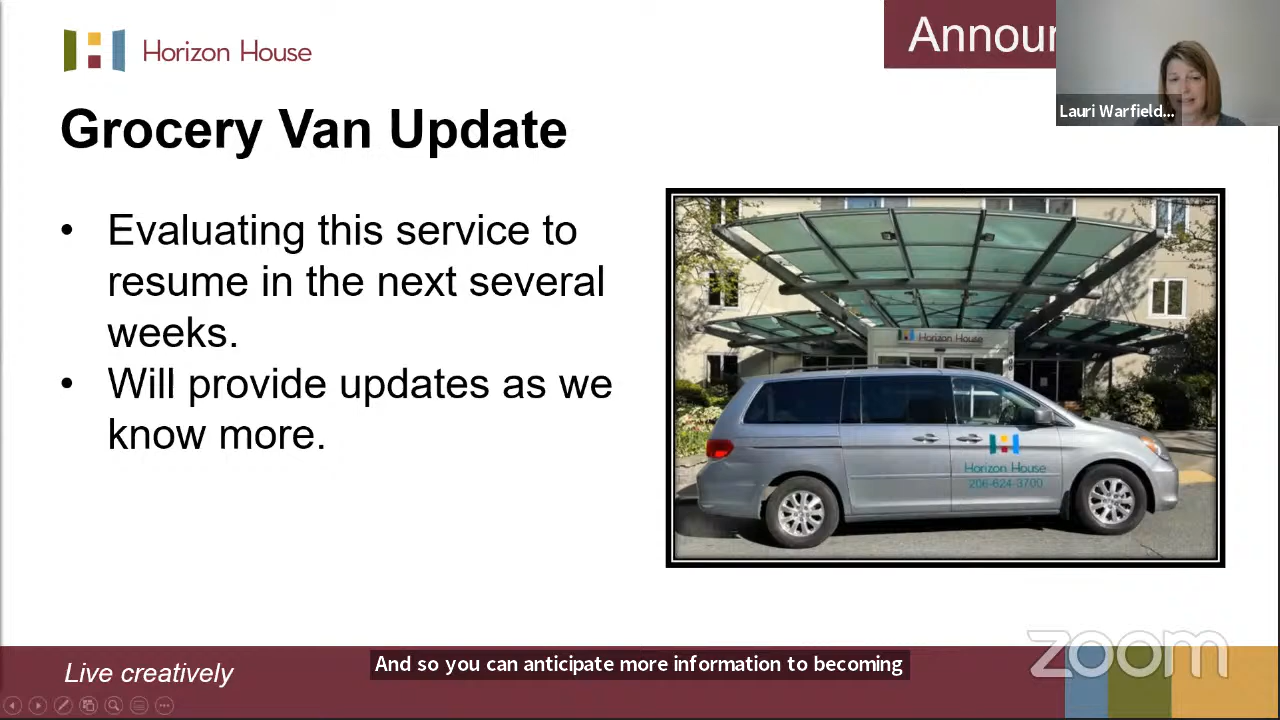 Horizon House
Announ
Lauri Warfield...
Grocery Van Update
• Evaluating this service to
resume in the next several
weeks.
• Will provide updates as we
know more.
Horizon House
Horizon House
206-624-3700
Live creatively
And so you can anticipate more information to becoming
zoom